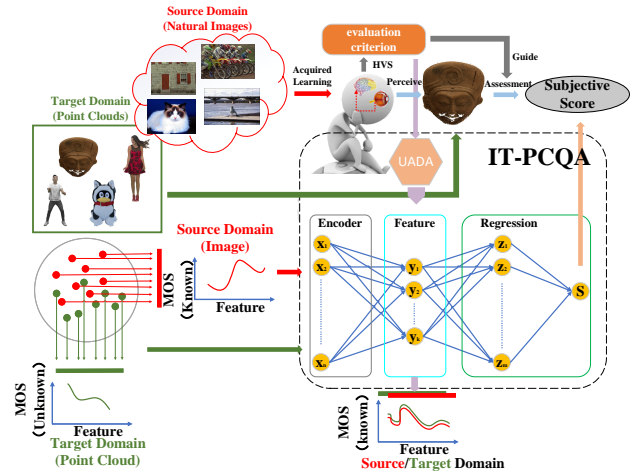 Source Domain
(Natural Images)
evaluation
criterion
HVS
Guide
Acquired
Learning
Perceive
Assessment
Subjective
Score
Target Domain
(Point Clouds)
UADA
IT-PCQA
Encoder
Feature
Regression
x1
x2
xn
y1
y2
yk
z1
z2
zm
S
Source Domain
(Image)
MOS
(Known)
Feature
MOS
(Unknown)
Feature
Target Domain
(Point Cloud)
MOS
(known)
Feature
Source/Target Domain